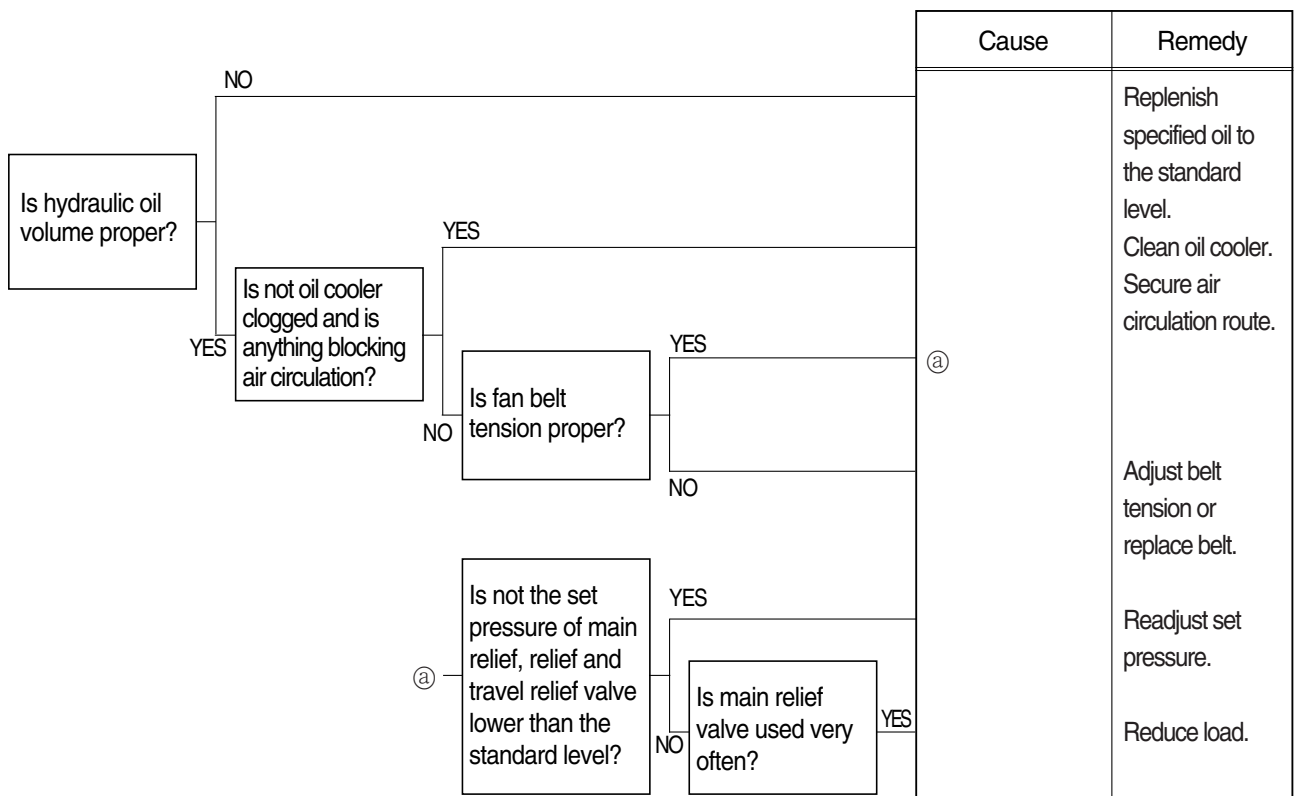 Cause
Remedy
NO
Is hydraulic oil
volume proper?
YES
Is not oil cooler
clogged and is
anything blocking
air circulation?
YES
NO
Is fan belt
tension proper?
YES
NO
ⓐ
Replenish
specified oil to
the standard
level.
Clean oil cooler.
Secure air
circulation route.
Adjust belt
tension or
replace belt.
ⓐ
Is not the set
pressure of main
relief, relief and
travel relief valve
lower than the
standard level?
YES
NO
Is main relief
valve used very
often?
YES
Readjust set
pressure.
Reduce load.